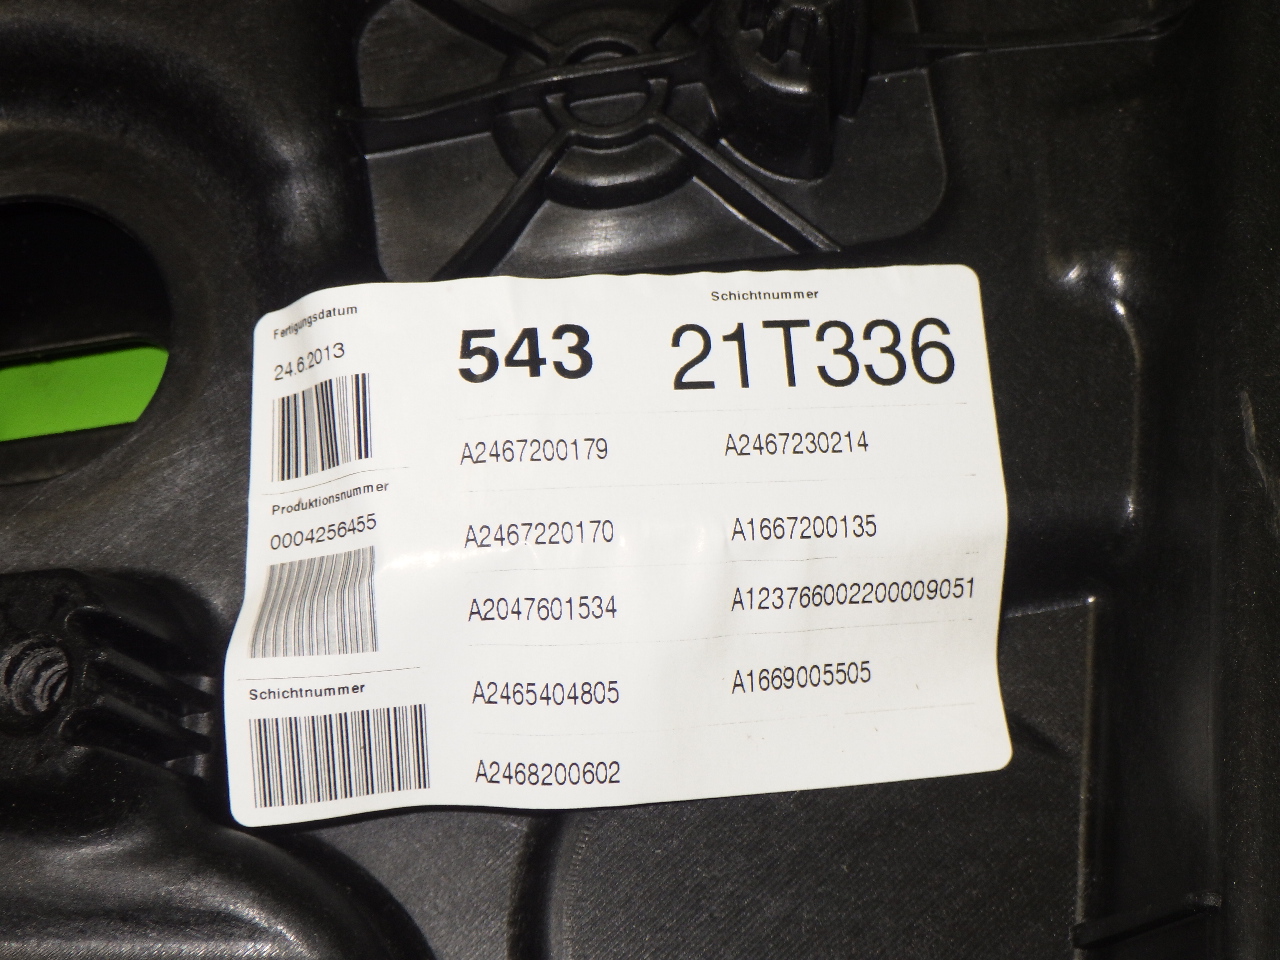 Fertigungsdatum
24.6.2013
543
Schichtnummer
21T336
A2467200179
A2467230214
Produktionsnummer
0004256455
A2467220170
A1667200135
A2047601534
A123766002200009051
Schichtnummer
A2465404805
A1669005505
A2468200602